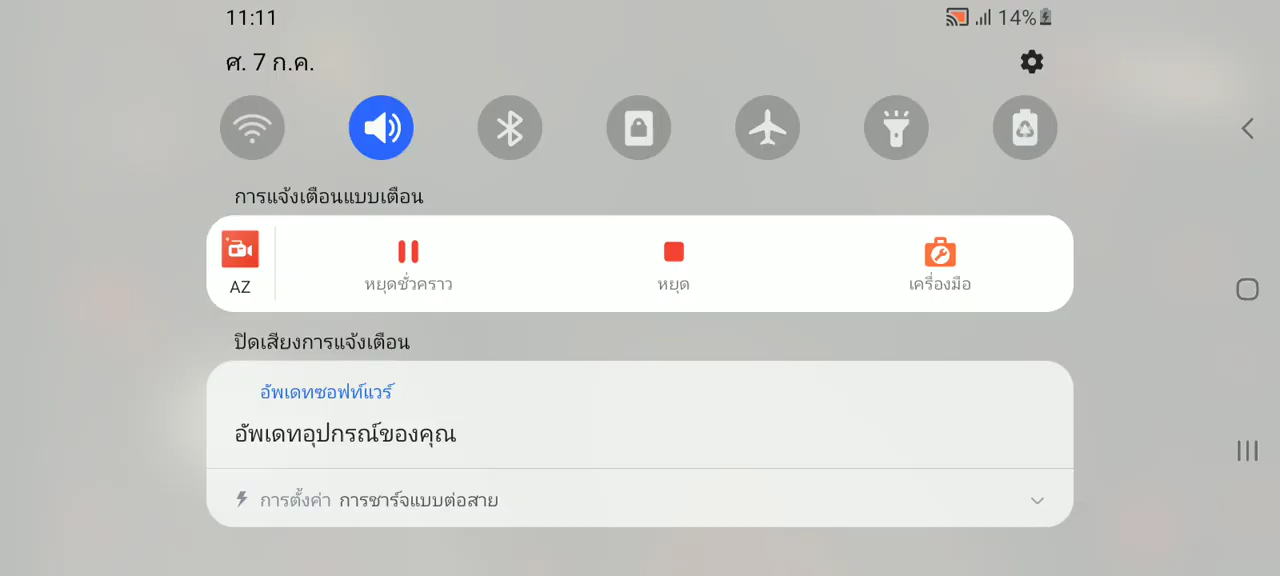 11:11
14%
ศ. 7 ก.ค.
การแจ้งเตือนแบบเตือน
AZ
หยุดชั่วคราว
หยุด
เครื่องมือ
ปิดเสียงการแจ้งเตือน
อัพเดทซอฟท์แวร์
อัพเดทอุปกรณ์ของคุณ
การตั้งค่า การชาร์จแบบต่อสาย